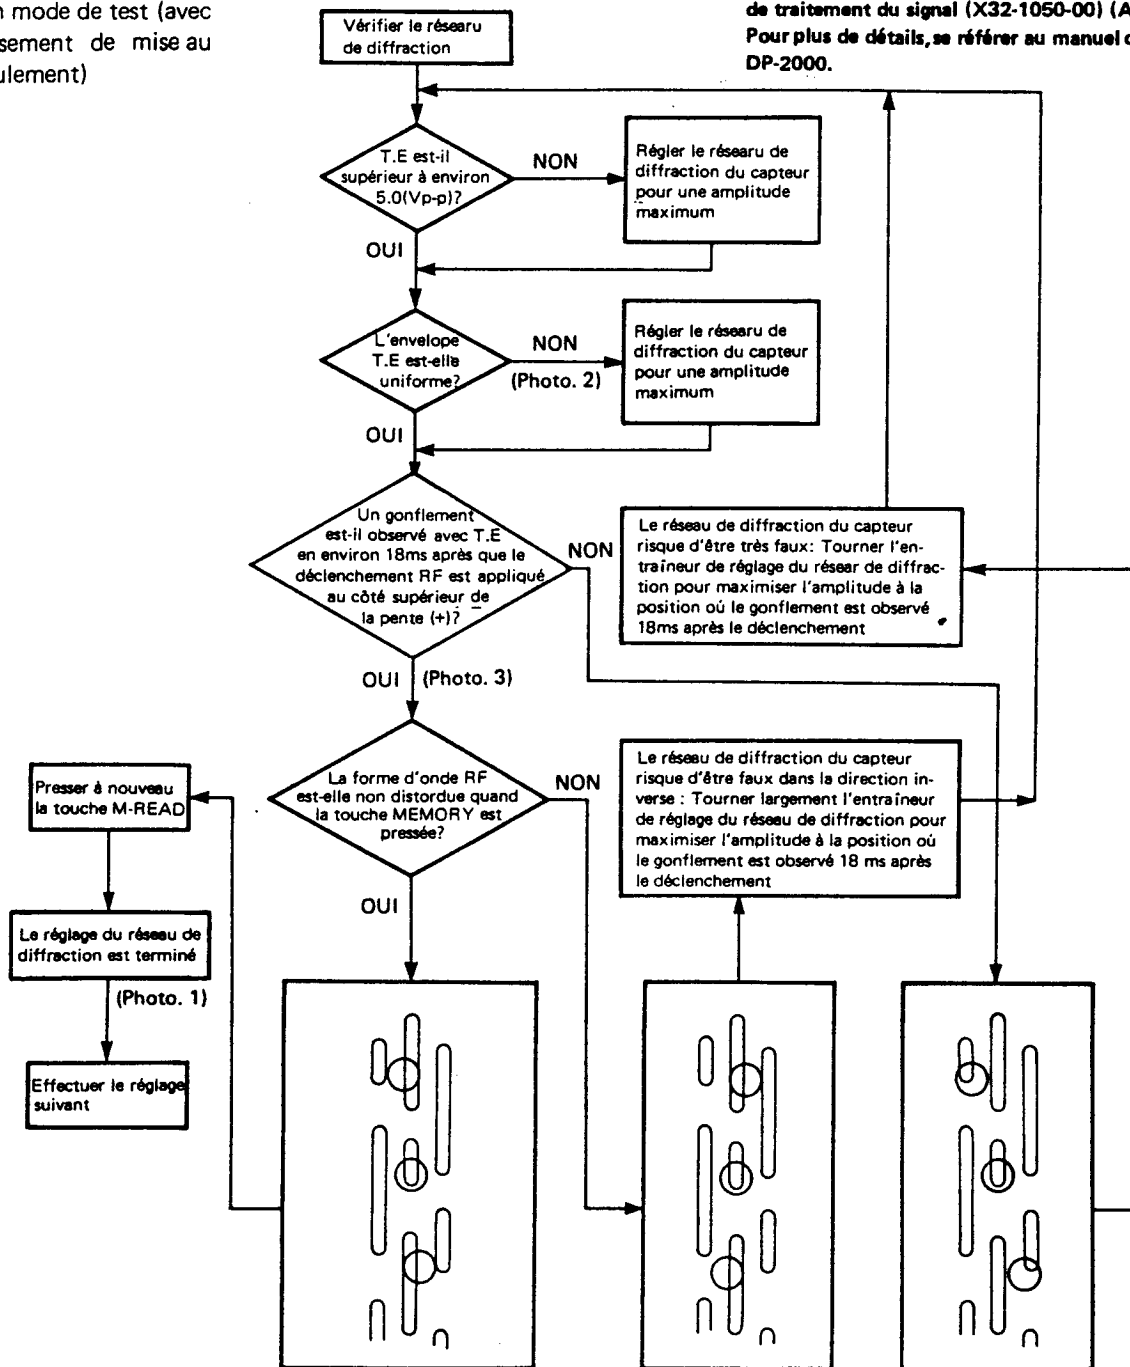 n mode de test (avec
sement de mise au
ulement)
de traitement du signal (X32-1050-00) (A
Pour plus de détails, se référer au manuel d
DP-2000.
Vérifier le réseàru
de diffraction
T.E est-il
supérieur à environ
5.0(Vp-p)?
NON
Régler le réseàru de
diffraction du capteur
pour une amplitude
maximum
OUI
L'envelope
T.E est-elle
uniforme?
NON
(Photo. 2)
Régler le réseàru de
diffraction du capteur
pour une amplitude
maximum
OUI
Un gonflement
est-il observé avec T.E
en environ 18ms après que le
déclenchement RF est appliqué
au côté supérieur de
la pente (+)?
NON
Le réseau de diffraction du capteur
risque d'être très faux: Tourner l'en-
traîneur de réglage du résear de diffrac-
tion pour maximiser l'amplitude à la
position où le gonflement est observé
18ms après le déclenchement
OUI
(Photo. 3)
La forme d'onde RF
est-elle non distordue quand
la touche MEMORY est
pressée?
NON
Le réseau de diffraction du capteur
risque d'être faux dans la direction in-
verse : Tourner largement l'entraîneur
de réglage du réseau de diffraction pour
maximiser l'amplitude à la position où
le gonflement est observé 18 ms après
le déclenchement
OUI
Presser à nouveau
la touche M-READ
Le réglage du réseau de
diffraction est terminé
(Photo. 1)
Effectuer le réglage
suivant